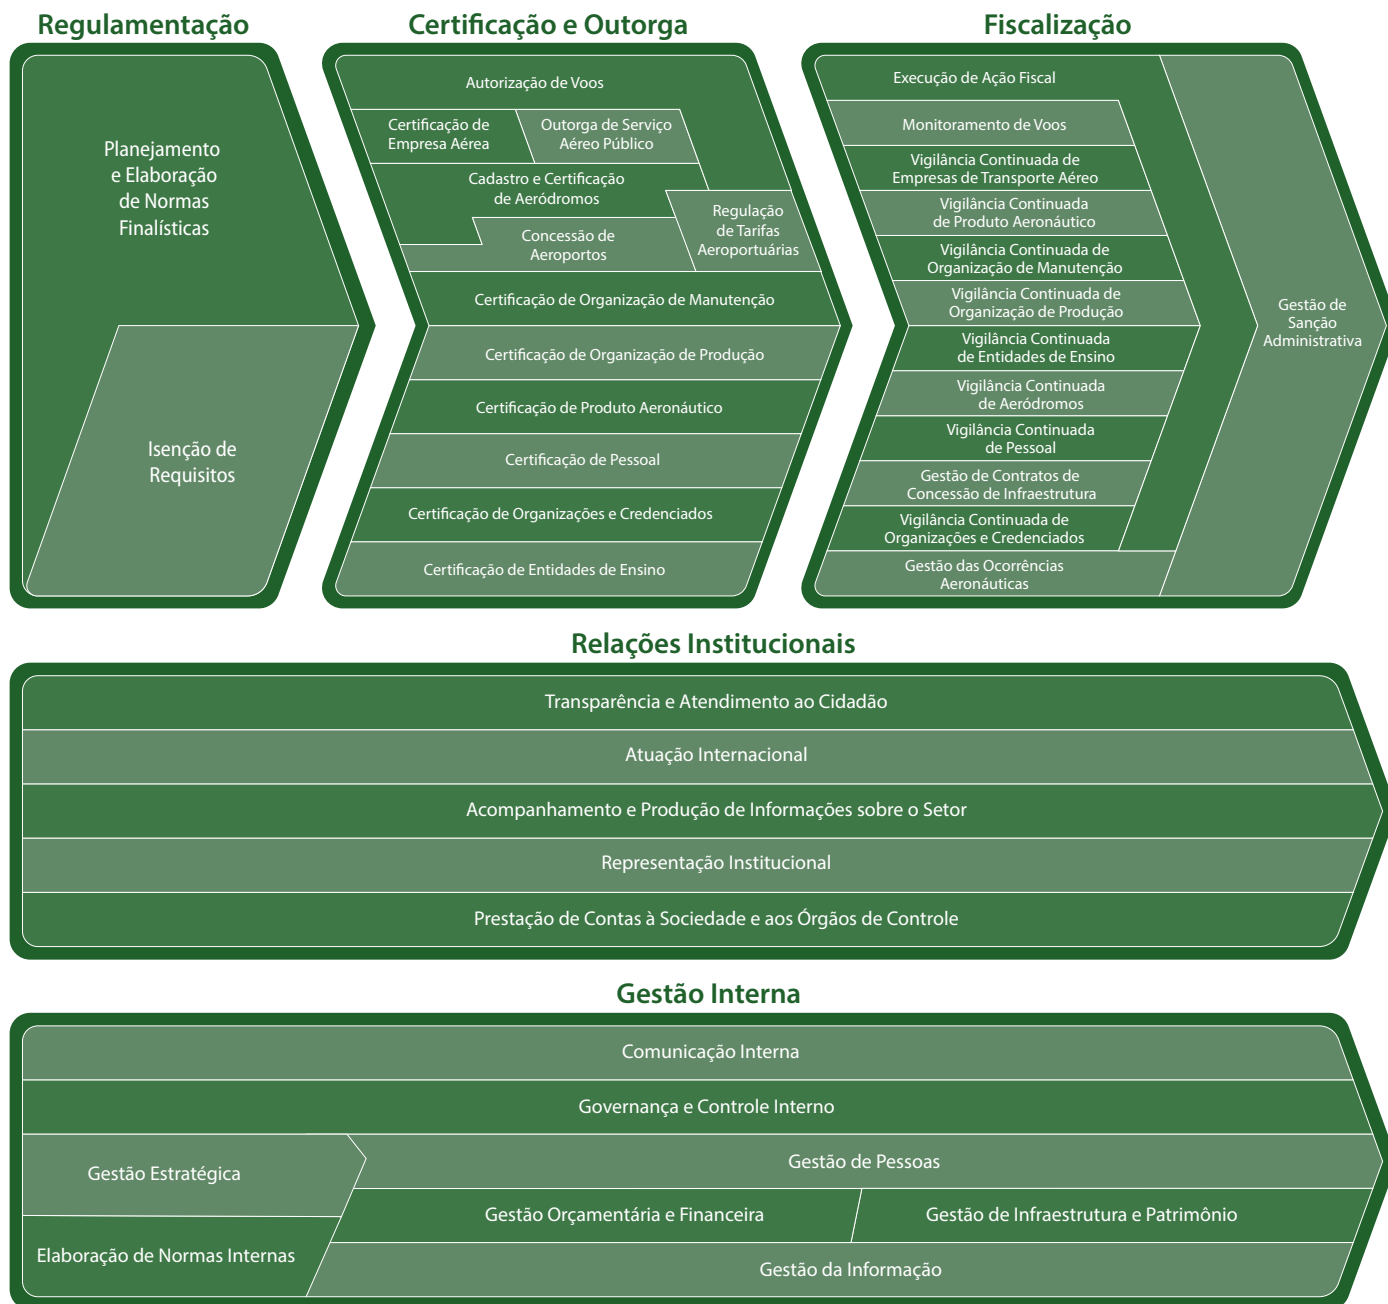 Regulamentação
Planejamento
e Elaboração
de Normas
Finalísticas
Isenção de
Requisitos
Certificação e Outorga
Autorização de Voos
Certificação de
Empresa Aérea
Outorga de Serviço
Aéreo Público
Cadastro e Certificação
de Aeródromos
Regulação
de Tarifas
Aeroportuárias
Concessão de
Aeroportos
Certificação de Organização de Manutenção
Certificação de Organização de Produção
Certificação de Produto Aeronáutico
Certificação de Pessoal
Certificação de Organizações e Credenciados
Certificação de Entidades de Ensino
Fiscalização
Execução de Ação Fiscal
Monitoramento de Voos
Vigilância Continuada de
Empresas de Transporte Aéreo
Vigilância Continuada
de Produto Aeronáutico
Vigilância Continuada de
Organização de Manutenção
Vigilância Continuada de
Organização de Produção
Vigilância Continuada
de Entidades de Ensino
Vigilância Continuada
de Aeródromos
Vigilância Continuada
de Pessoal
Gestão de Contratos de
Concessão de Infraestrutura
Vigilância Continuada de
Organizações e Credenciados
Gestão das Ocorrências
Aeronáuticas
Gestão de
Sanção
Administrativa
Relações Institucionais
Transparência e Atendimento ao Cidadão
Atuação Internacional
Acompanhamento e Produção de Informações sobre o Setor
Representação Institucional
Prestação de Contas à Sociedade e aos Órgãos de Controle
Gestão Interna
Comunicação Interna
Governança e Controle Interno
Gestão Estratégica
Gestão de Pessoas
Gestão Orçamentária e Financeira
Gestão de Infraestrutura e Patrimônio
Elaboração de Normas Internas
Gestão da Informação